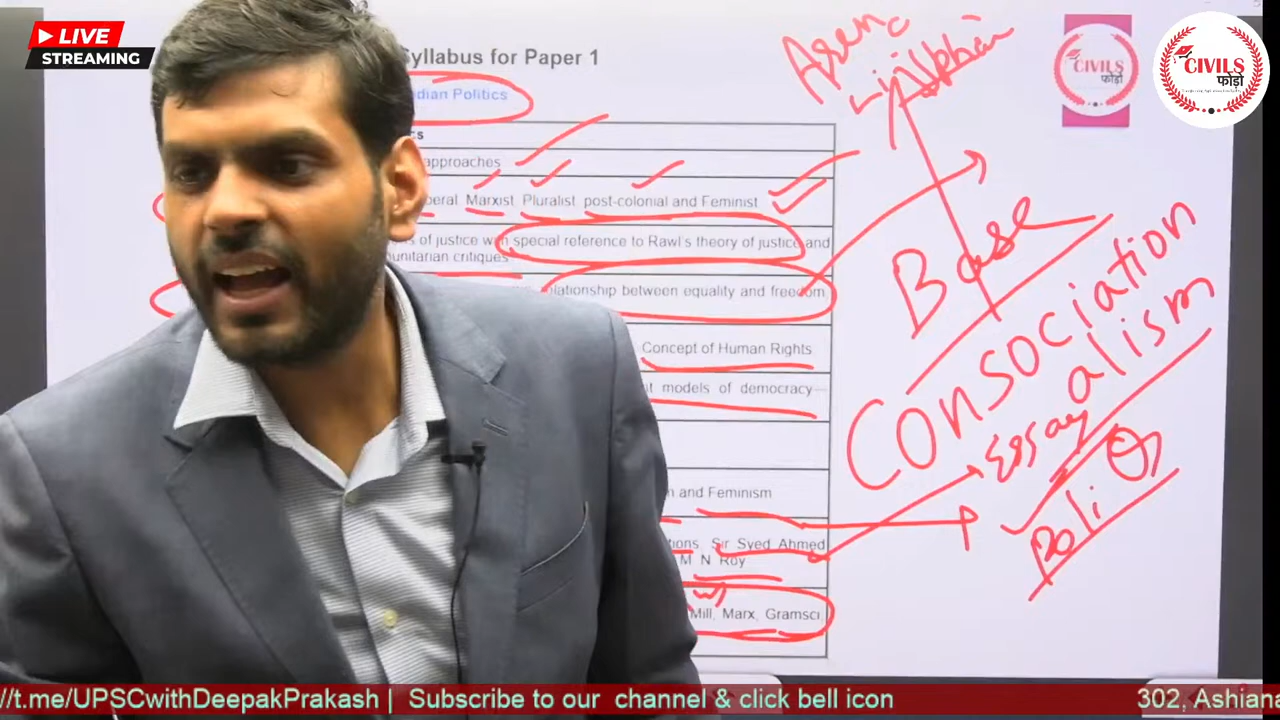 LIVE
STREAMING
Syllabus for Paper 1
CIVILS
फोड़ो
CIVILS
फोड़ो
Indian Politics
approaches
Liberal Marxist Pluralist post-colonial and Feminist
of justice with special reference to Rawl's theory of justice and
critiques
relationship between equality and freedom
Concept of Human Rights
models of democracy—
and Feminism
Sir Syed Ahmed
M N Roy
Mill, Marx, Gramsci,
Arend
Lijphart
Base
Consociation
alism
Essay
Poli
//t.me/UPSCwithDeepakPrakash | Subscribe to our channel & click bell icon
302, Ashiana